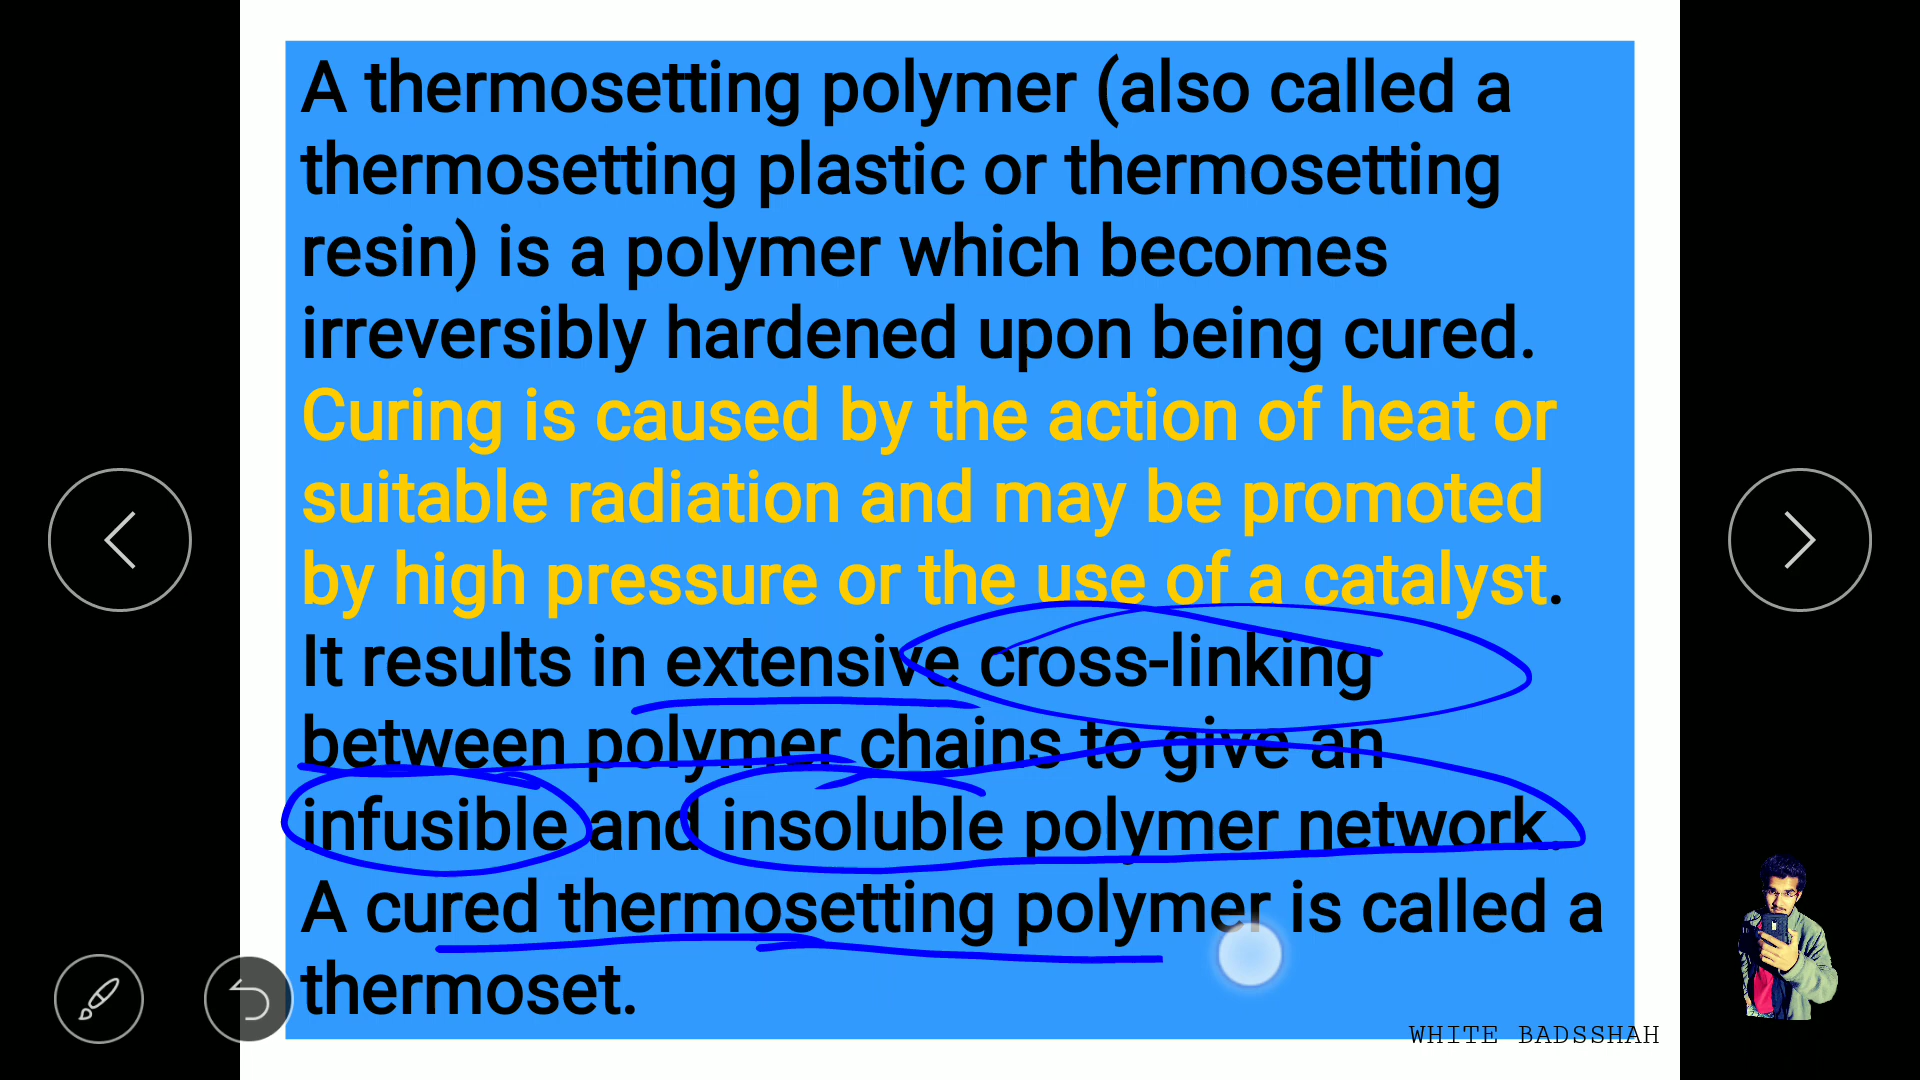 A thermosetting polymer (also called a
thermosetting plastic or thermosetting
resin) is a polymer which becomes
irreversibly hardened upon being cured.
Curing is caused by the action of heat or
suitable radiation and may be promoted
by high pressure or the use of a catalyst.
It results in extensive cross-linking
between polymer chains to give an
infusible and insoluble polymer network.
A cured thermosetting polymer is called a
thermoset.
WHITE BADSSHAH